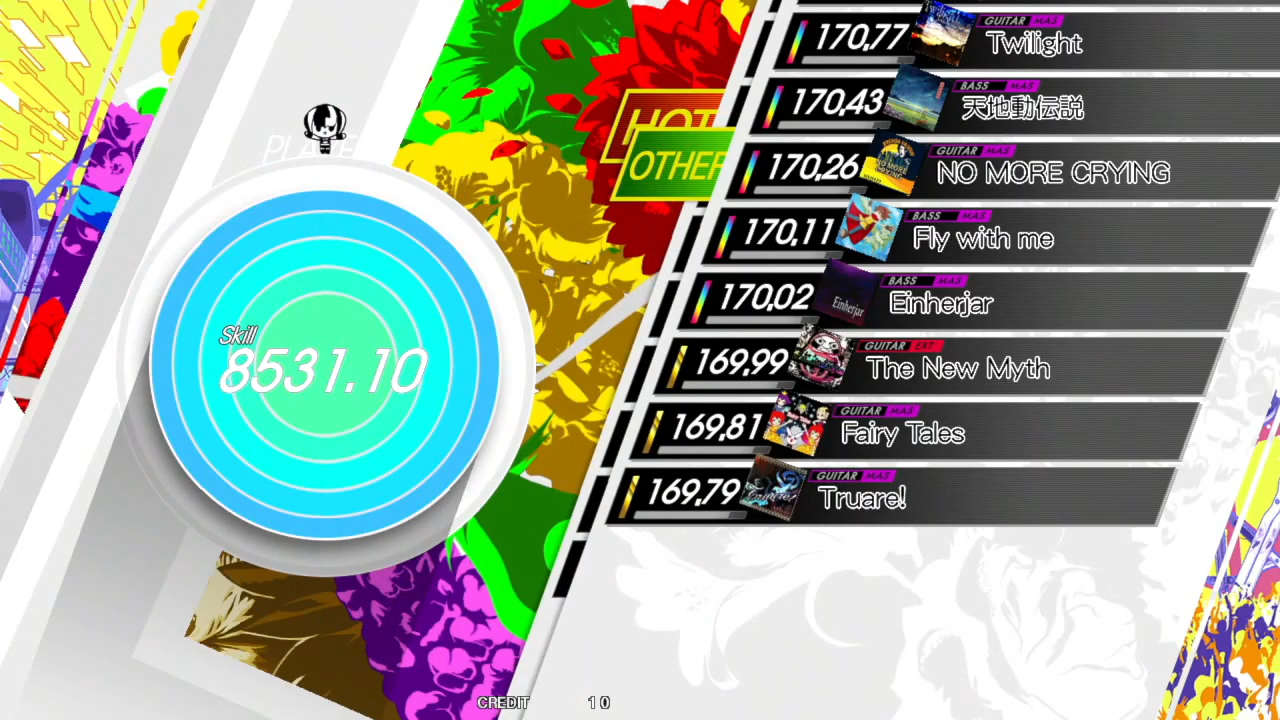 170.77 GUITAR MAS
Twilight
170.43 BASS MAS
天地動伝説
170.26 GUITAR MAS
NO MORE CRYING
170.11 BASS MAS
Fly with me
170.02 BASS MAS
Einherjar
Einherjar
169.99 GUITAR EXT
The New Myth
169.81 GUITAR MAS
Fairy Tales
169.79 GUITAR MAS
Truare!
HOT
OTHER
Skill
8531.10
CREDIT 10